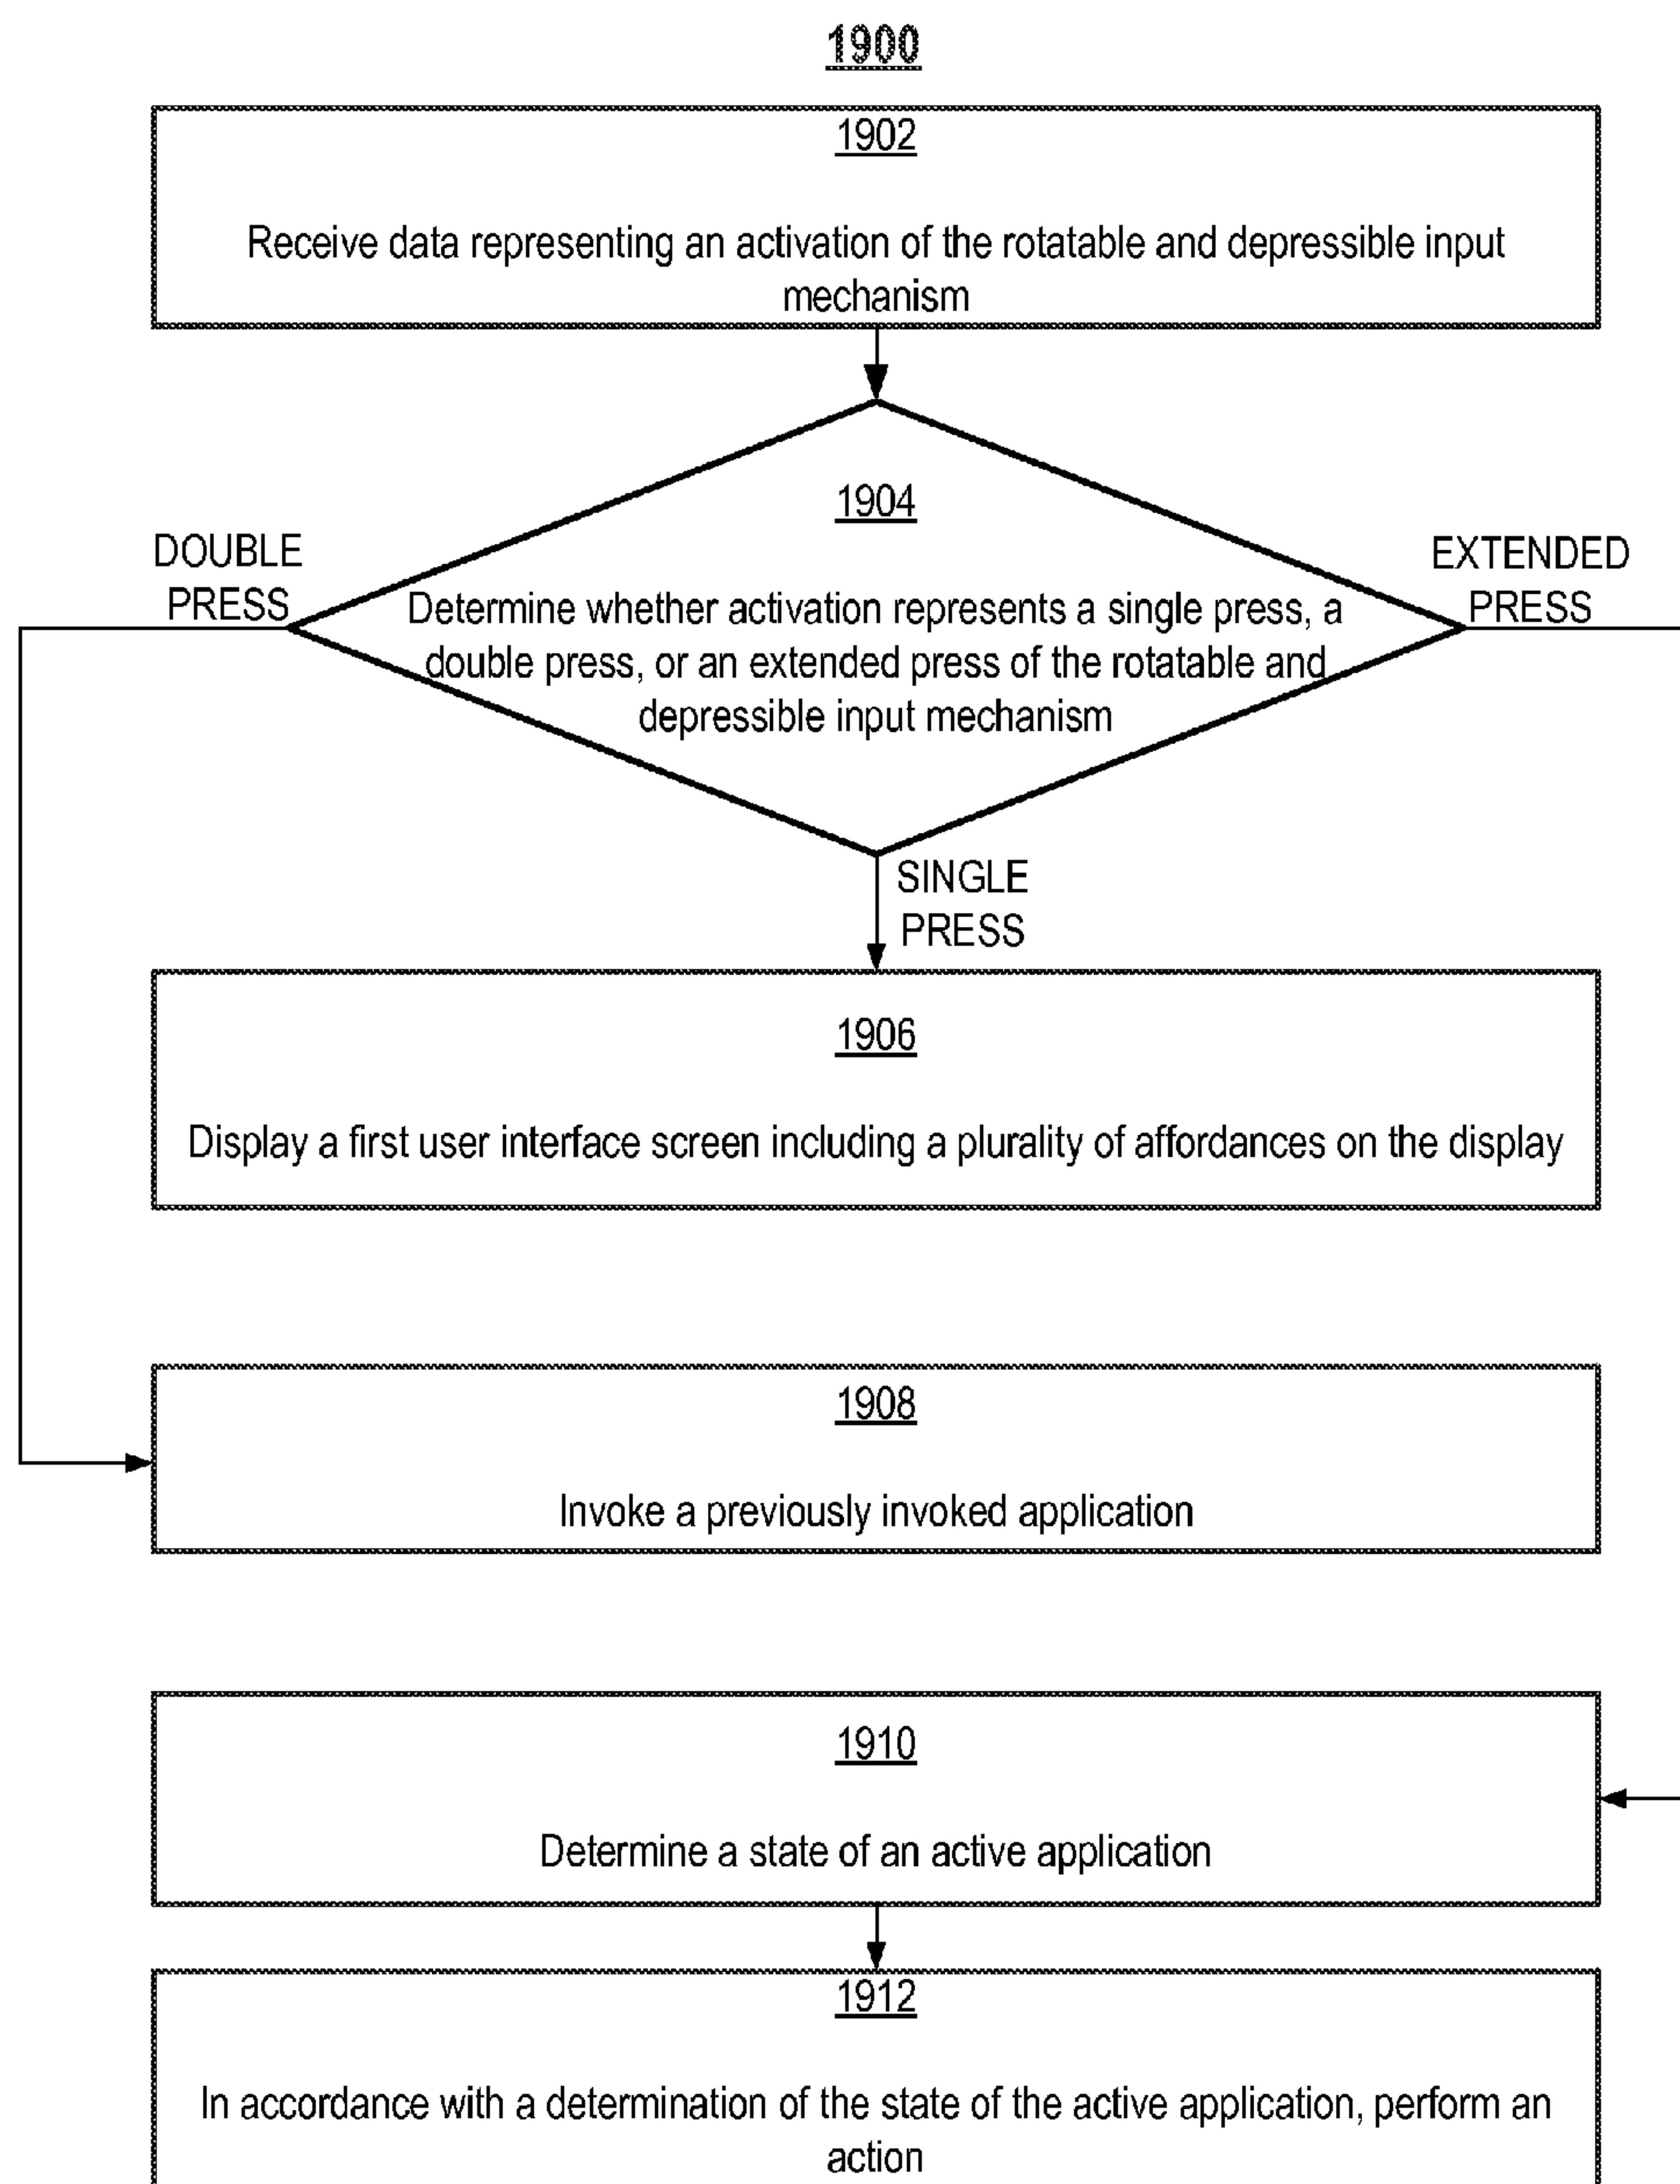 1900
1902
Receive data representing an activation of the rotatable and depressible input
mechanism
1904
DOUBLE
PRESS
EXTENDED
PRESS
Determine whether activation represents a single press, a
double press, or an extended press of the rotatable and
depressible input mechanism
SINGLE
PRESS
1906
Display a first user interface screen including a plurality of affordances on the display
1908
Invoke a previously invoked application
1910
Determine a state of an active application
1912
In accordance with a determination of the state of the active application, perform an
action